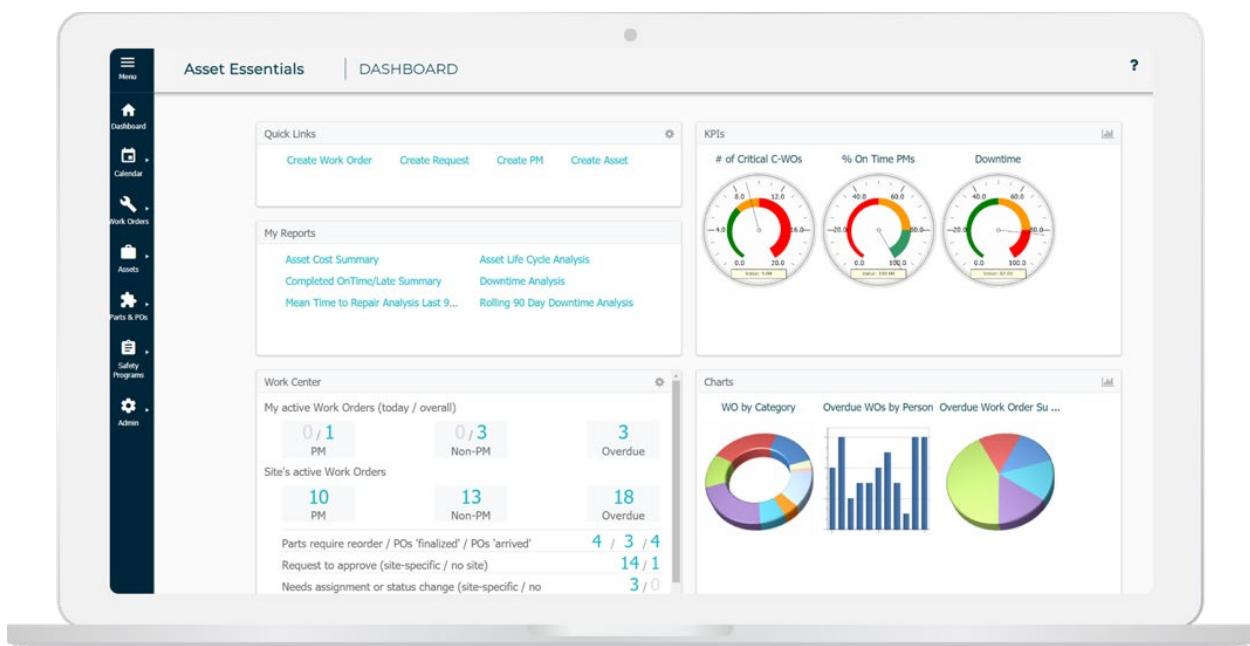 Menu
Asset Essentials
DASHBOARD
?
Dashboard
Calendar
Work Orders
Assets
Parts & POs
Safety
Programs
Admin
Quick Links
Create Work Order Create Request Create PM Create Asset
My Reports
Asset Cost Summary Asset Life Cycle Analysis
Completed OnTime/Late Summary Downtime Analysis
Mean Time to Repair Analysis Last 9... Rolling 90 Day Downtime Analysis
Work Center
My active Work Orders (today / overall)
0 / 1 0 / 3 3
PM Non-PM Overdue
Site's active Work Orders
10 13 18
PM Non-PM Overdue
Parts require reorder / POs 'finalized' / POs 'arrived' 4 / 3 / 4
Request to approve (site-specific / no site) 14 / 1
Needs assignment or status change (site-specific / no 3 / 0
KPIs
# of Critical C-WOs % On Time PMs Downtime
8.0 12.0 40.0 60.0 40.0 60.0
4.0 16.0 20.0 80.0 20.0 80.0
0.0 20.0 0.0 100.0 0.0 100.0
Charts
WO by Category Overdue WOs by Person Overdue Work Order Su ...